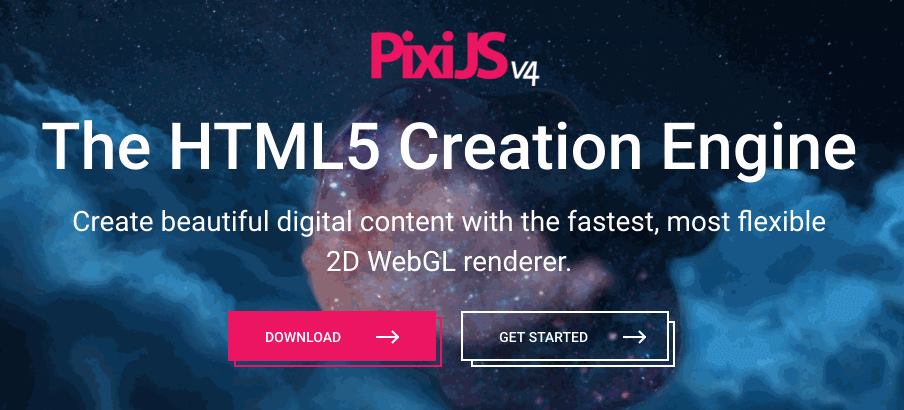 PixiJS v4
The HTML5 Creation Engine
Create beautiful digital content with the fastest, most flexible
2D WebGL renderer.
DOWNLOAD
GET STARTED